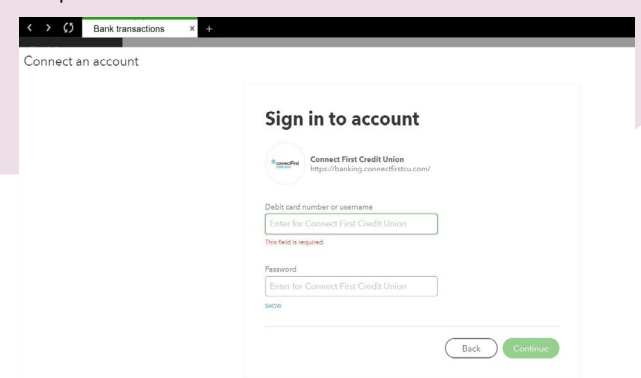 Bank transactions x +
Connect an account
Sign in to account
connectFirst
Connect First Credit Union
https://banking.connectfirstcu.com/
Debit card number or username
Enter for Connect First Credit Union
This field is required
Password
Enter for Connect First Credit Union
SHOW
Back Continue